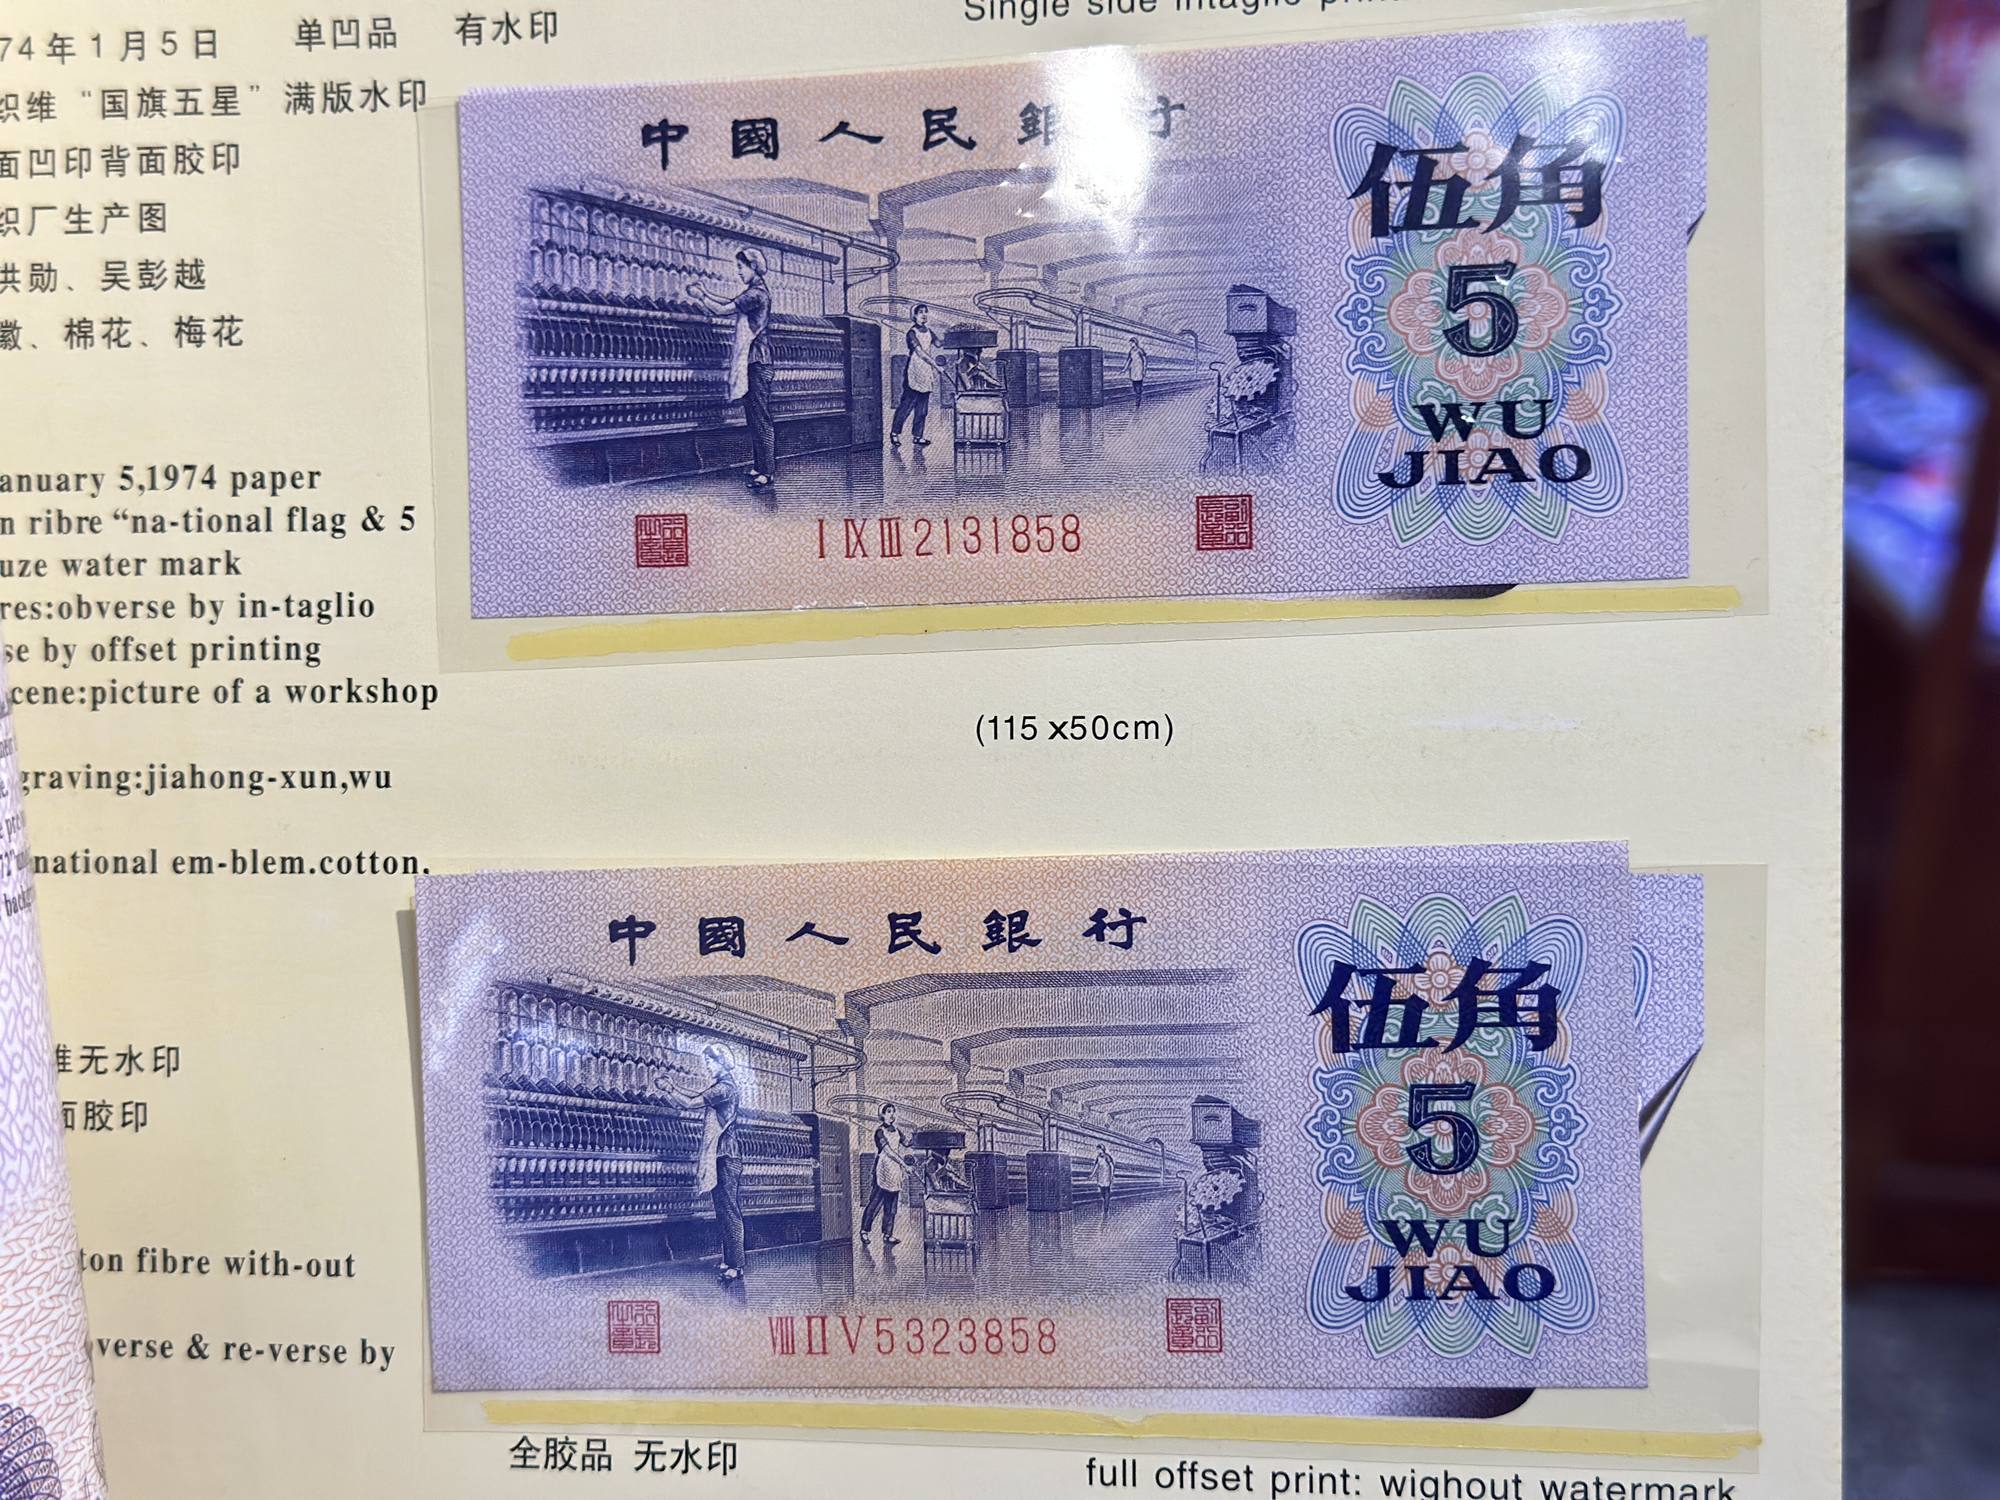 74年1月5日 单凹品 有水印
Single side intaglio
织维 “国旗五星” 满版水印
面凹印背面胶印
织厂生产图
洪勋、吴彭越
徽、棉花、梅花
anuary 5,1974 paper
n ribre “na-tional flag & 5
uze water mark
res:obverse by in-taglio
se by offset printing
cene:picture of a workshop
graving:jiahong-xun,wu
national em-blem.cotton,
中國人民銀行
伍角
5
WU
JIAO
I IX III 2131858
(115 x50cm)
中國人民銀行
伍角
5
WU
JIAO
VIII II V 5323858
维无水印
面胶印
ton fibre with-out
verse & re-verse by
全胶品 无水印
full offset print: wighout watermark